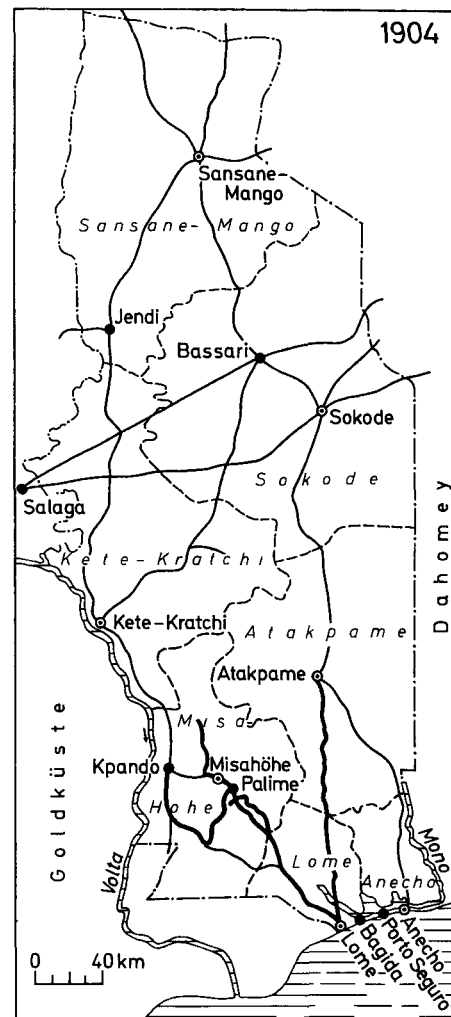 1904
Sansane-
Mango
Sansane-Mango
Jendi
Bassari
Sokode
Salaga
Sokode
Kete-Kratchi
Dahomey
Kete-Kratchi
Atakpame
Atakpame
Goldküste
Misa
Kpando
Misahöhe
Palime
Hohe
Volta
Lome
Anecho
Mono
Lome
Bagida
Porto Seguro
Anecho
0 40 km